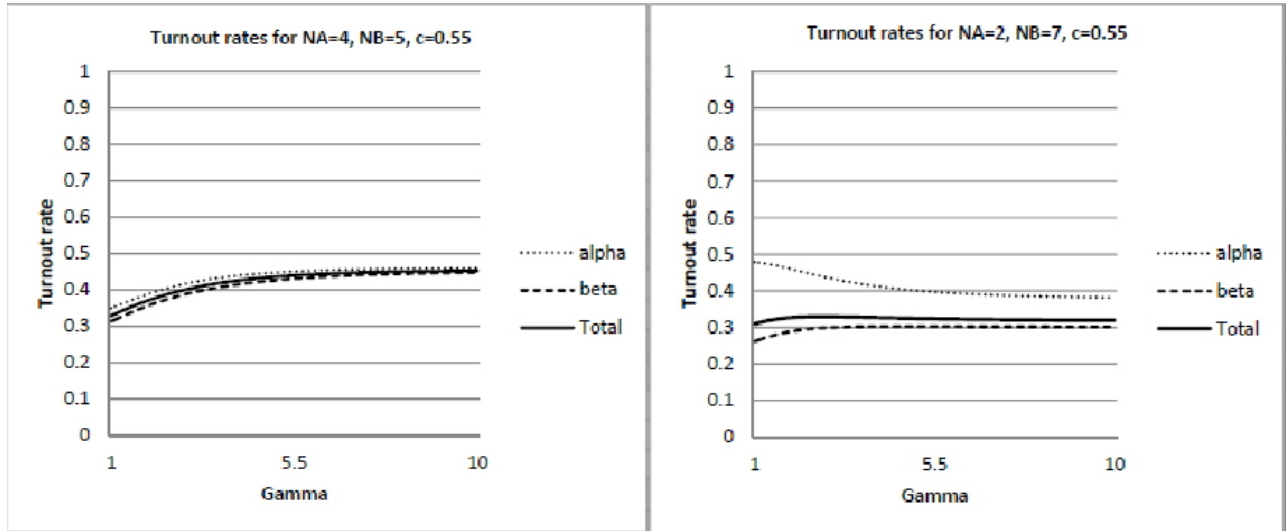 Turnout rates for NA=4, NB=5, c=0.55
1
0.9
0.8
0.7
0.6
0.5
0.4
0.3
0.2
0.1
0
Turnout rate
1 5.5 10
Gamma
alpha
beta
Total
Turnout rates for NA=2, NB=7, c=0.55
1
0.9
0.8
0.7
0.6
0.5
0.4
0.3
0.2
0.1
0
Turnout rate
1 5.5 10
Gamma
alpha
beta
Total